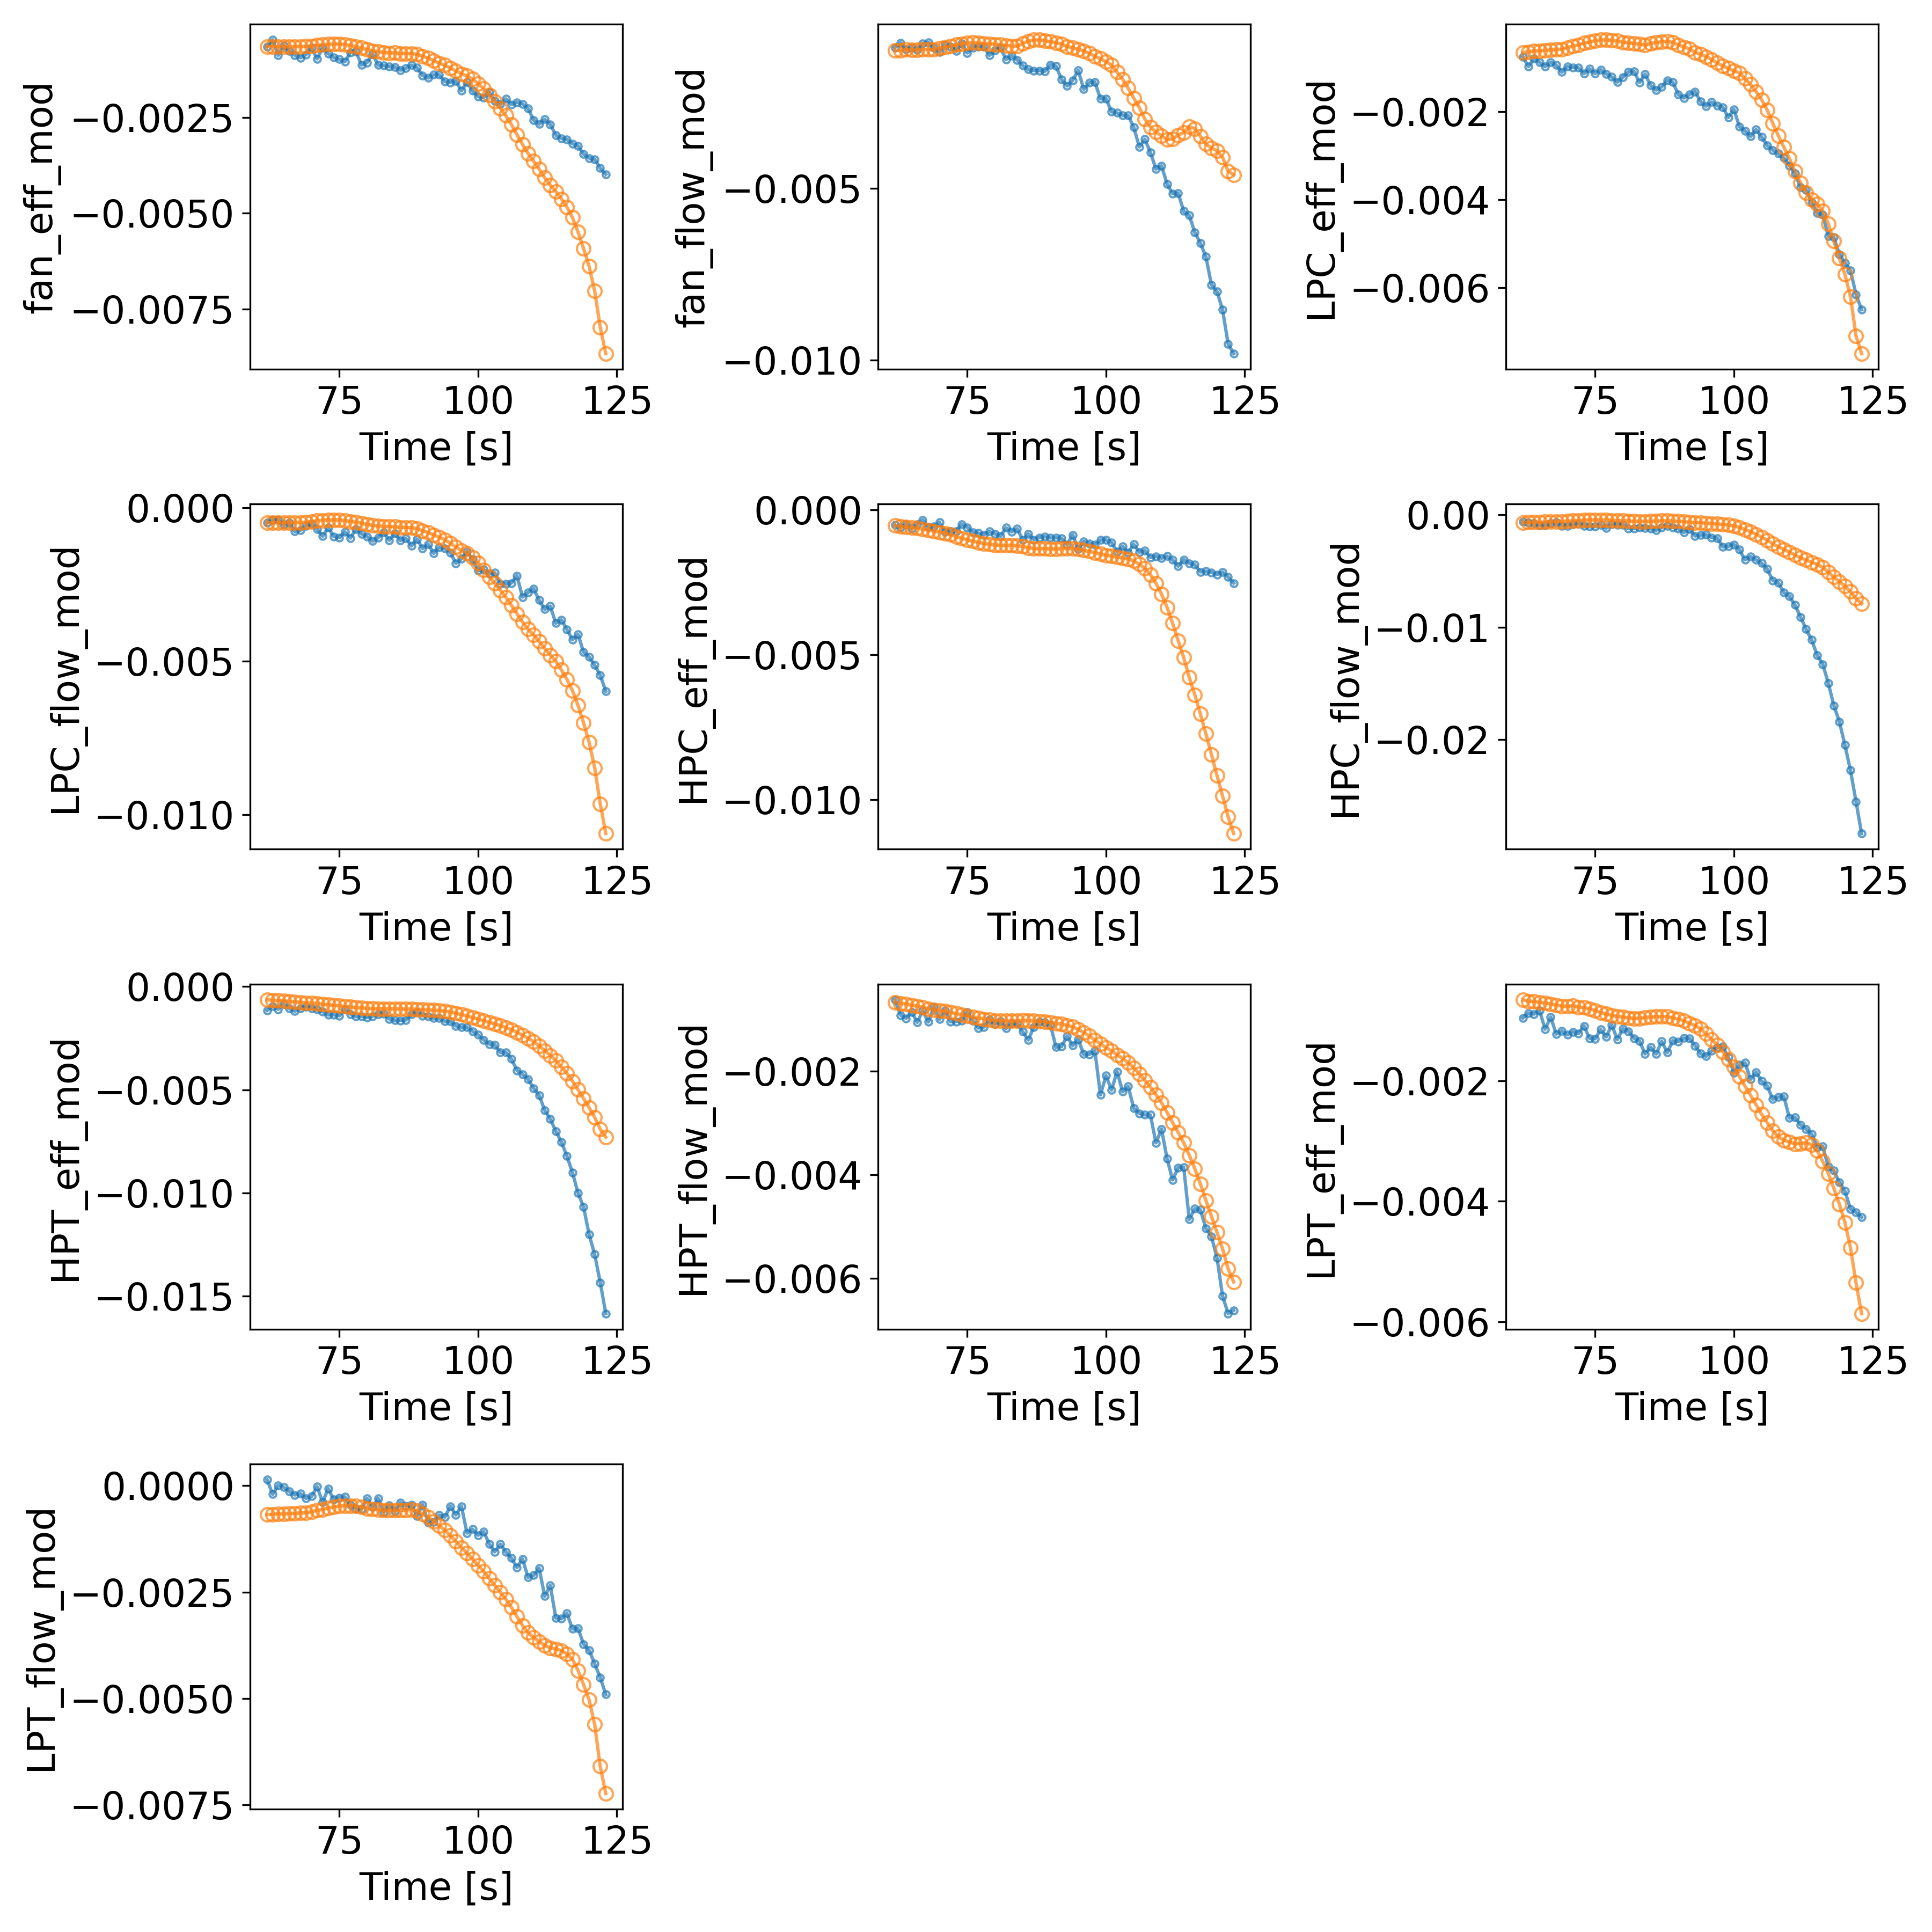 fan_eff_mod
−0.0025
−0.0050
−0.0075
75 100 125
Time [s]
fan_flow_mod
−0.005
−0.010
75 100 125
Time [s]
LPC_eff_mod
−0.002
−0.004
−0.006
75 100 125
Time [s]
LPC_flow_mod
0.000
−0.005
−0.010
75 100 125
Time [s]
HPC_eff_mod
0.000
−0.005
−0.010
75 100 125
Time [s]
HPC_flow_mod
0.00
−0.01
−0.02
75 100 125
Time [s]
HPT_eff_mod
0.000
−0.005
−0.010
−0.015
75 100 125
Time [s]
HPT_flow_mod
−0.002
−0.004
−0.006
75 100 125
Time [s]
LPT_eff_mod
−0.002
−0.004
−0.006
75 100 125
Time [s]
LPT_flow_mod
0.0000
−0.0025
−0.0050
−0.0075
75 100 125
Time [s]